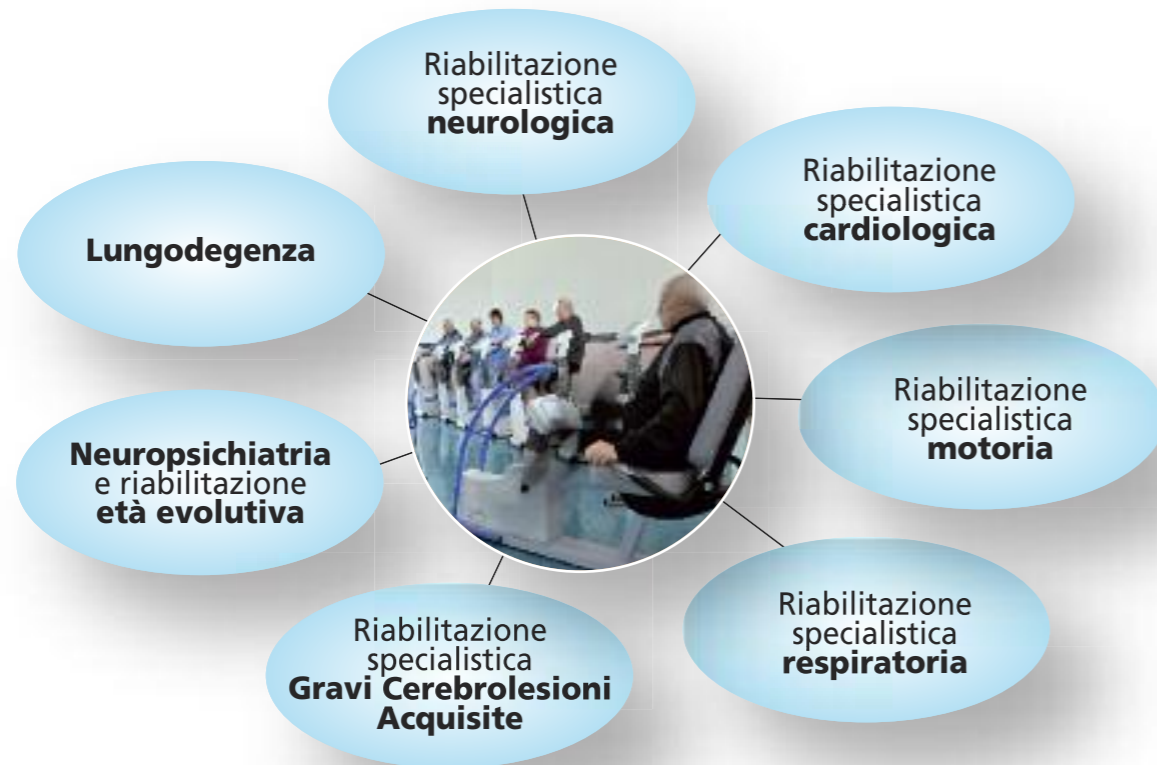 Riabilitazione
specialistica
neurologica
Riabilitazione
specialistica
cardiologica
Riabilitazione
specialistica
motoria
Riabilitazione
specialistica
respiratoria
Riabilitazione
specialistica
Gravi Cerebrolesioni
Acquisite
Neuropsichiatria
e riabilitazione
età evolutiva
Lungodegenza